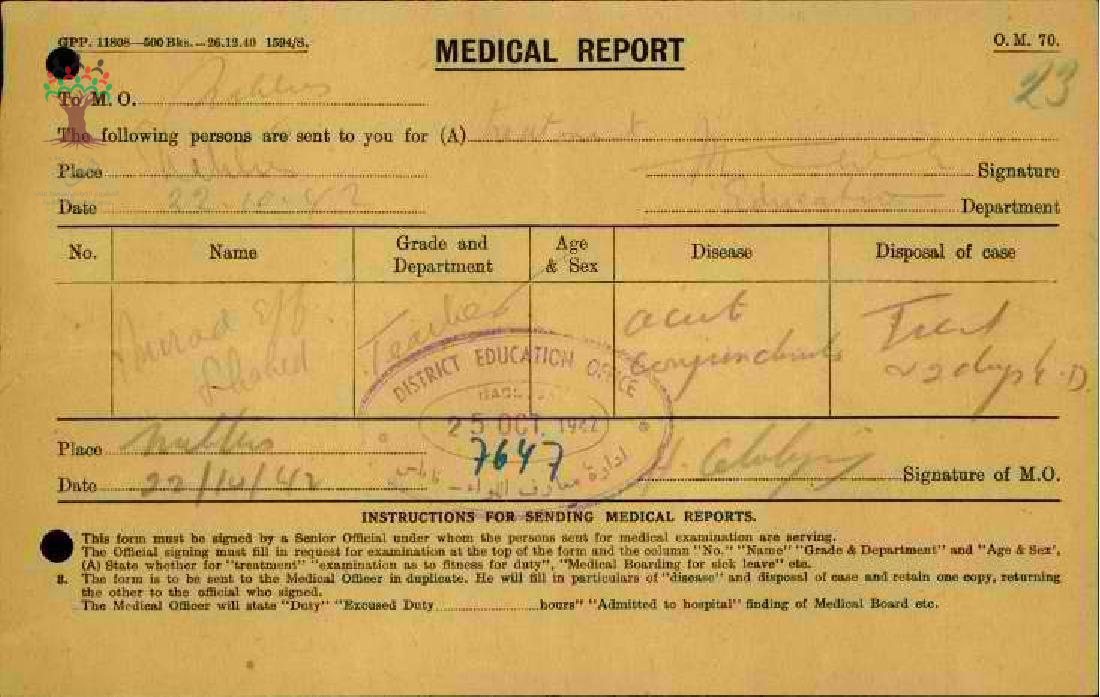 GPP. 11808—500 Bks.—26.12.40 1594/S.
MEDICAL REPORT
O. M. 70.
23
To M. O. Nablus
The following persons are sent to you for (A) treatment
Place Nablus
Signature
Date 22.10.42
Education Department
No. Name Grade and Department Age & Sex Disease Disposal of case
Murad Eff. Teacher acute Treat
conjunctivitis 2 days
DISTRICT EDUCATION OFFICE
25 OCT. 1942
7647
ادارة معارف اللواء - نابلس
Place Nablus
Date 22/10/42
Signature of M.O.
INSTRUCTIONS FOR SENDING MEDICAL REPORTS.
This form must be signed by a Senior Official under whom the persons sent for medical examination are serving.
The Official signing must fill in request for examination at the top of the form and the column "No." "Name" "Grade & Department" and "Age & Sex',
(A) State whether for "treatment" "examination as to fitness for duty", "Medical Boarding for sick leave" etc.
8. The form is to be sent to the Medical Officer in duplicate. He will fill in particulars of "disease" and disposal of case and retain one copy, returning
the other to the official who signed.
The Medical Officer will state "Duty" "Excused Duty hours" "Admitted to hospital" finding of Medical Board etc.